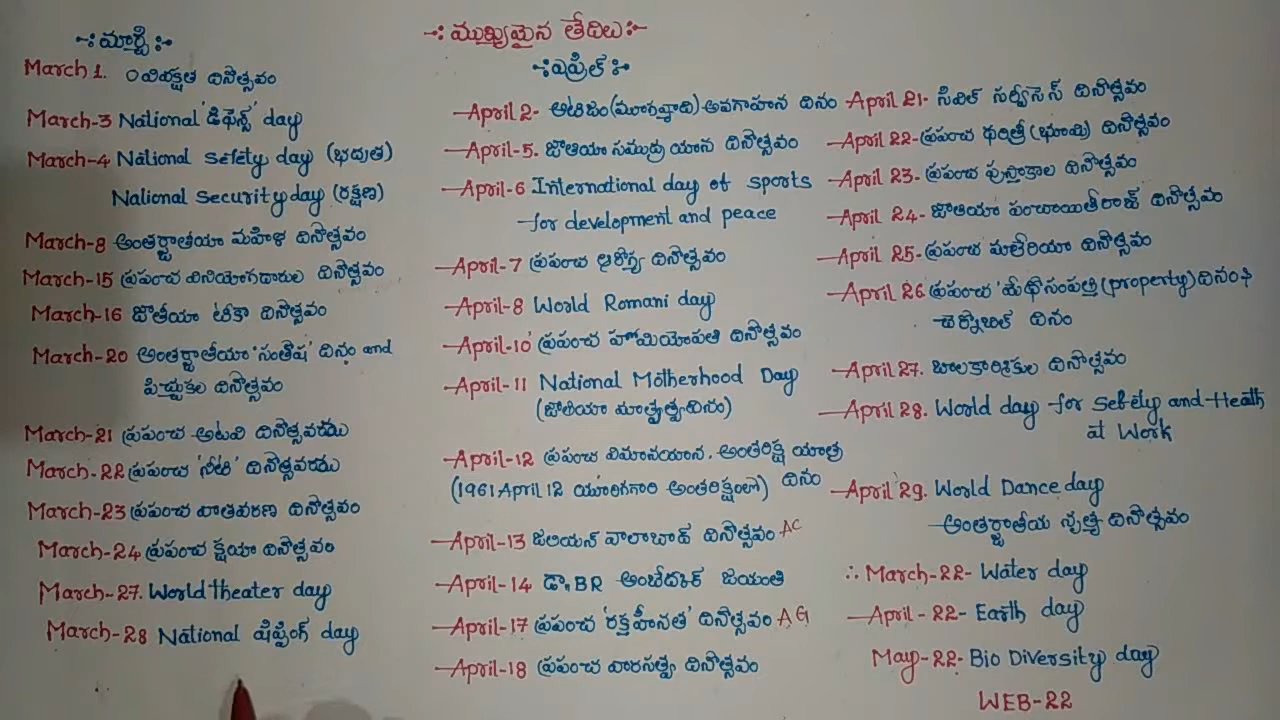 -: ముఖ్యమైన తేదిలు:-
-: మార్చి :-
March 1. ౦ వివక్షత దినోత్సవం
March-3 National 'డిఫెన్స్' day
March-4 National sefety day (భద్రత)
National security day (రక్షణ)
March-8 అంతర్జాతీయా మహిళ దినోత్సవం
March-15 ప్రపంచ వినియోగదారుల దినోత్సవం
March-16 జాతీయా టీకా దినోత్సవం
March-20 అంతర్జాతీయా 'సంతోష' దినం and
పిచ్చుకల దినోత్సవం
March-21 ప్రపంచ అటవి దినోత్సవము
March-22 ప్రపంచ 'నీటి' దినోత్సవము
March-23 ప్రపంచ వాతవరణ దినోత్సవం
March-24 ప్రపంచ క్షయా దినోత్సవం
March-27. World theater day
March-28 National షిప్పింగ్ day
-: ఏప్రిల్ :-
April 2- ఆటిజం(మూర్ఛవ్యాధి) అవగాహన దినం
April-5. జాతియా సముద్ర యాన దినోత్సవం
April-6 International day of sports
for development and peace
April-7 ప్రపంచ ఆరోగ్య దినోత్సవం
April-8 World Romani day
April-10 ప్రపంచ హోమియోపతి దినోత్సవం
April-11 National Motherhood Day
(జాతియా మాతృత్వదినం)
April-12 ప్రపంచ విమానయాన. అంతరిక్ష యాత్ర
(1961 April 12 యూరిగగారి అంతరిక్షంలో) దినం
April-13 జలియన్ వాలాబాగ్ దినోత్సవం AC
April-14 డా. BR అంబేద్కర్ జయంతి
April-17 ప్రపంచ 'రక్తహీనత' దినోత్సవం AG
April-18 ప్రపంచ వారసత్వ దినోత్సవం
April 21- సివిల్ సర్వీసెస్ దినోత్సవం
April 22- ప్రపంచ ధరిత్రీ (భూమి) దినోత్సవం
April 23- ప్రపంచ పుస్తాకాల దినోత్సవం
April 24- జాతియా పంచాయితీరాజ్ దినోత్సవం
April 25- ప్రపంచ మలేరియా దినోత్సవం
April 26 ప్రపంచ 'మేధోసంపత్తి (property) దినం &
చెర్నోబిల్ దినం
April 27. బాలకార్మికుల దినోత్సవం
April 28. World day for sefety and Heath
at Work
April 29. World Dance day
అంతర్జాతీయ నృత్య దినోత్సవం
∴ March-22- Water day
April-22- Earth day
May-22- Bio Diversity day
WEB-22